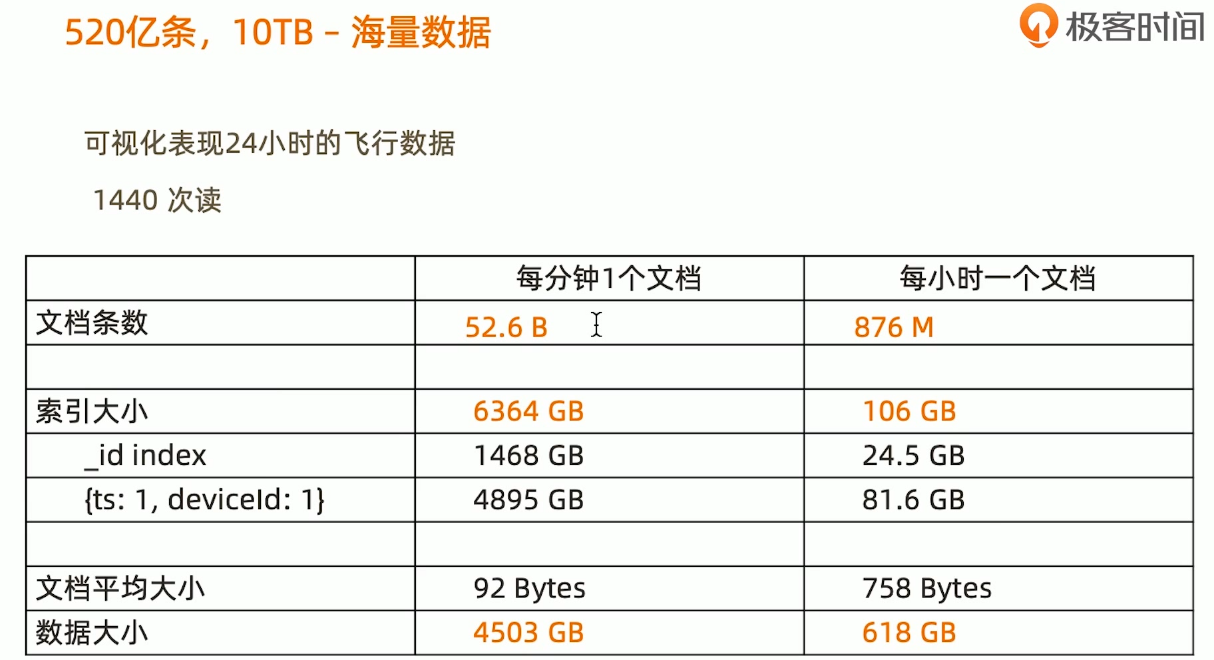 520亿条，10TB – 海量数据
极客时间
可视化表现24小时的飞行数据
1440 次读
每分钟1个文档 每小时一个文档
文档条数 52.6 B 876 M
索引大小 6364 GB 106 GB
_id index 1468 GB 24.5 GB
{ts: 1, deviceId: 1} 4895 GB 81.6 GB
文档平均大小 92 Bytes 758 Bytes
数据大小 4503 GB 618 GB